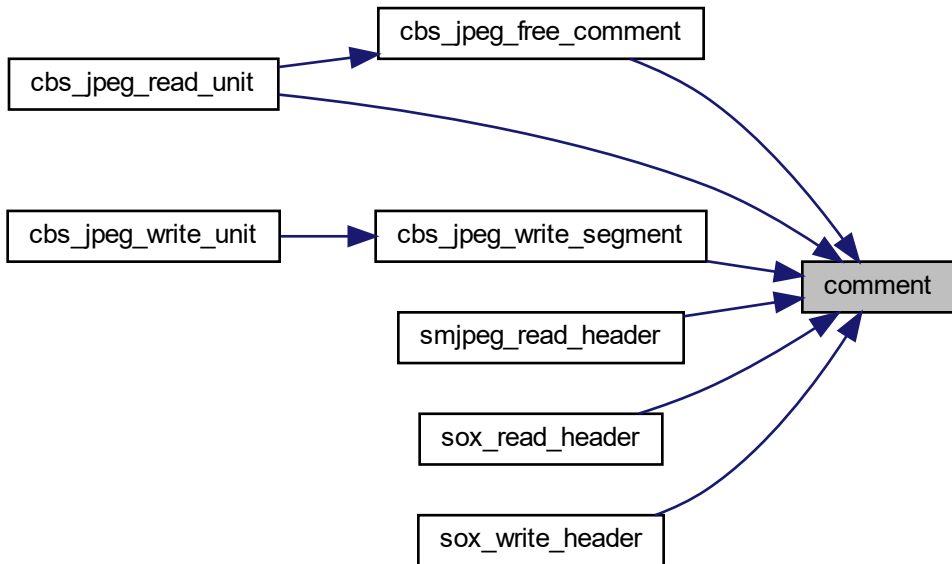 cbs_jpeg_free_comment
cbs_jpeg_read_unit
cbs_jpeg_write_unit
cbs_jpeg_write_segment
comment
smjpeg_read_header
sox_read_header
sox_write_header